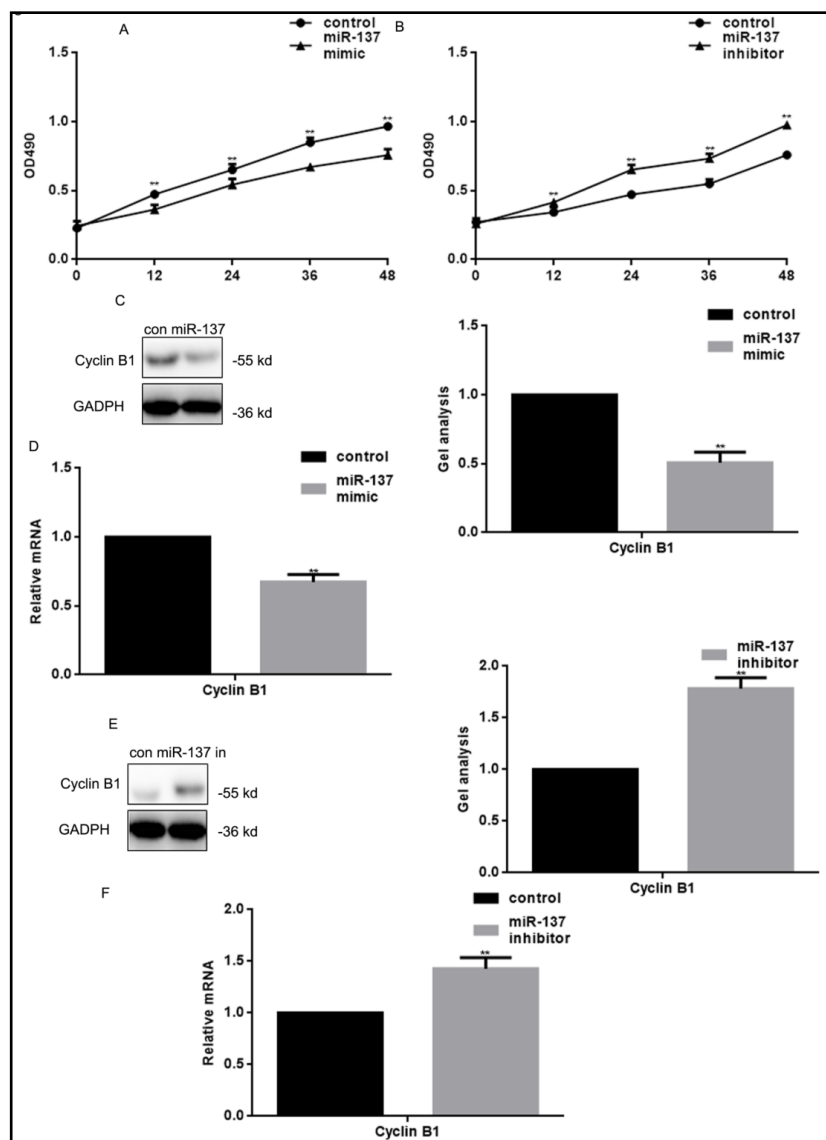 A
control
miR-137
mimic
1.5
1.0
0.5
0.0
OD490
**
**
**
**
0
12
24
36
48
B
control
miR-137
inhibitor
1.5
1.0
0.5
0.0
OD490
**
**
**
**
0
12
24
36
48
C
con miR-137
Cyclin B1
-55 kd
GADPH
-36 kd
control
miR-137
mimic
1.5
1.0
0.5
0.0
Gel analysis
**
Cyclin B1
D
control
miR-137
mimic
1.5
1.0
0.5
0.0
Relative mRNA
**
Cyclin B1
E
con miR-137 in
Cyclin B1
-55 kd
GADPH
-36 kd
miR-137
inhibitor
2.0
1.5
1.0
0.5
0.0
Gel analysis
**
Cyclin B1
F
control
miR-137
inhibitor
2.0
1.5
1.0
0.5
0.0
Relative mRNA
**
Cyclin B1